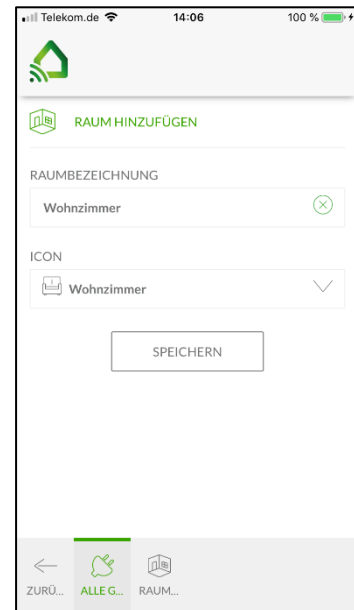 Telekom.de 14:06 100 %
RAUM HINZUFÜGEN
RAUMBEZEICHNUNG
Wohnzimmer
ICON
Wohnzimmer
SPEICHERN
ZURÜ... ALLE G... RAUM...